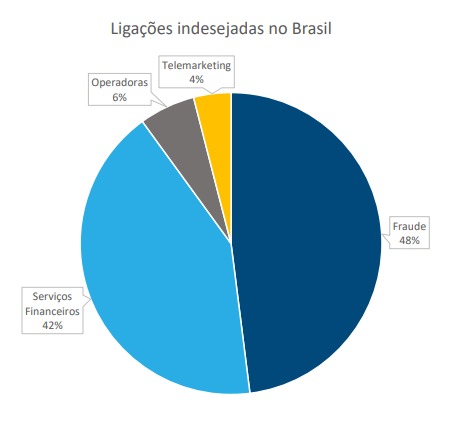 Ligações indesejadas no Brasil
Telemarketing
4%
Operadoras
6%
Fraude
48%
Serviços
Financeiros
42%